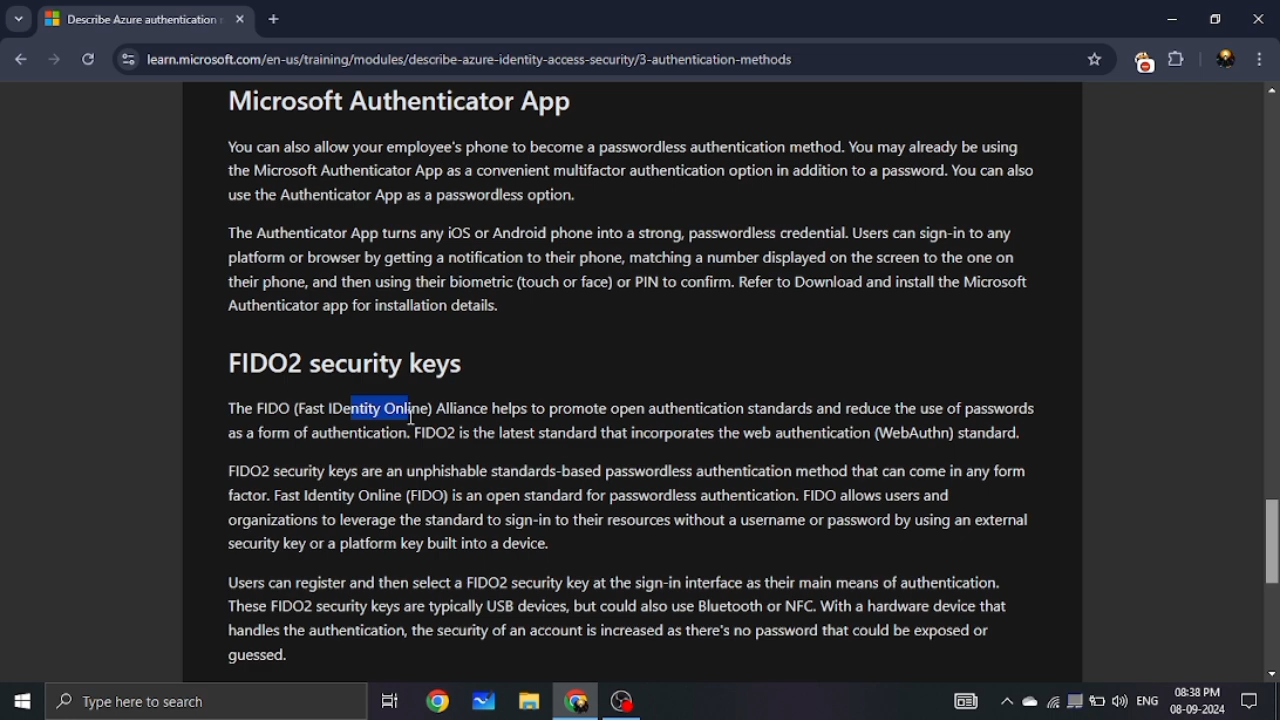 Describe Azure authentication
learn.microsoft.com/en-us/training/modules/describe-azure-identity-access-security/3-authentication-methods
Microsoft Authenticator App
You can also allow your employee's phone to become a passwordless authentication method. You may already be using
the Microsoft Authenticator App as a convenient multifactor authentication option in addition to a password. You can also
use the Authenticator App as a passwordless option.
The Authenticator App turns any iOS or Android phone into a strong, passwordless credential. Users can sign-in to any
platform or browser by getting a notification to their phone, matching a number displayed on the screen to the one on
their phone, and then using their biometric (touch or face) or PIN to confirm. Refer to Download and install the Microsoft
Authenticator app for installation details.
FIDO2 security keys
The FIDO (Fast IDentity Online) Alliance helps to promote open authentication standards and reduce the use of passwords
as a form of authentication. FIDO2 is the latest standard that incorporates the web authentication (WebAuthn) standard.
FIDO2 security keys are an unphishable standards-based passwordless authentication method that can come in any form
factor. Fast Identity Online (FIDO) is an open standard for passwordless authentication. FIDO allows users and
organizations to leverage the standard to sign-in to their resources without a username or password by using an external
security key or a platform key built into a device.
Users can register and then select a FIDO2 security key at the sign-in interface as their main means of authentication.
These FIDO2 security keys are typically USB devices, but could also use Bluetooth or NFC. With a hardware device that
handles the authentication, the security of an account is increased as there's no password that could be exposed or
guessed.
Type here to search
ENG
08:38 PM
08-09-2024